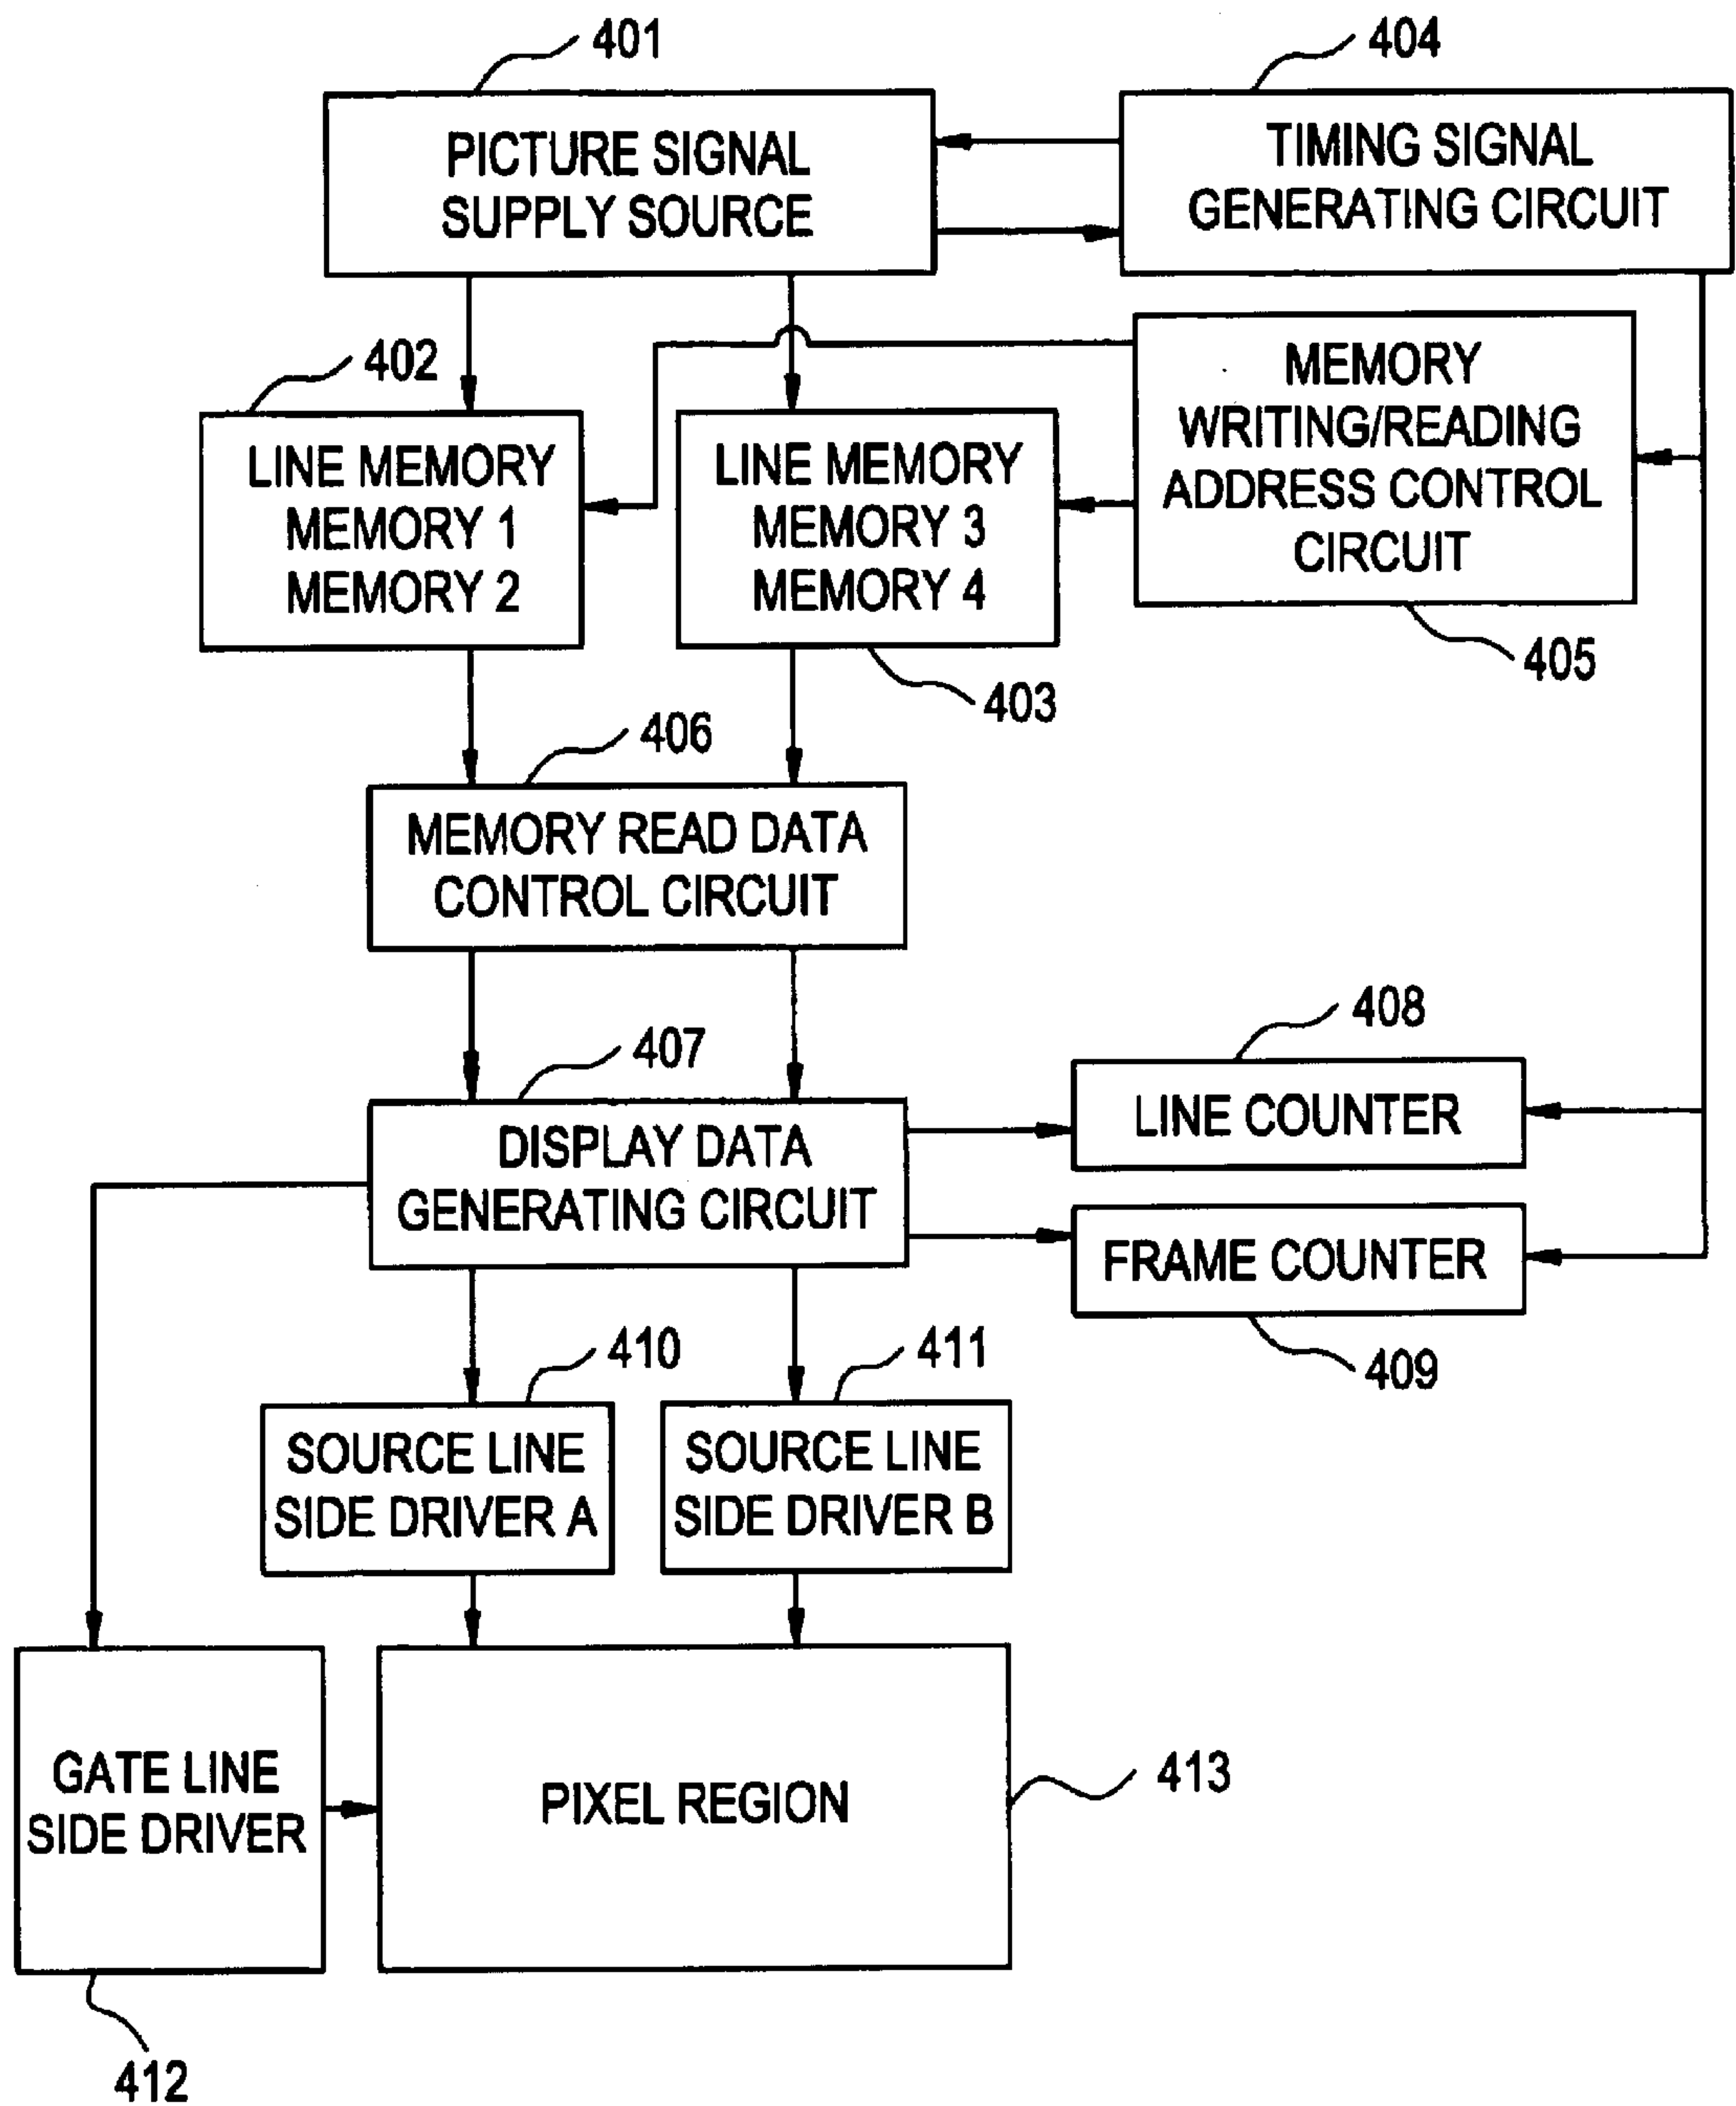 401
404
PICTURE SIGNAL
SUPPLY SOURCE
TIMING SIGNAL
GENERATING CIRCUIT
402
LINE MEMORY
MEMORY 1
MEMORY 2
LINE MEMORY
MEMORY 3
MEMORY 4
MEMORY
WRITING/READING
ADDRESS CONTROL
CIRCUIT
405
403
406
MEMORY READ DATA
CONTROL CIRCUIT
407
408
DISPLAY DATA
GENERATING CIRCUIT
LINE COUNTER
FRAME COUNTER
409
410
411
SOURCE LINE
SIDE DRIVER A
SOURCE LINE
SIDE DRIVER B
GATE LINE
SIDE DRIVER
PIXEL REGION
413
412